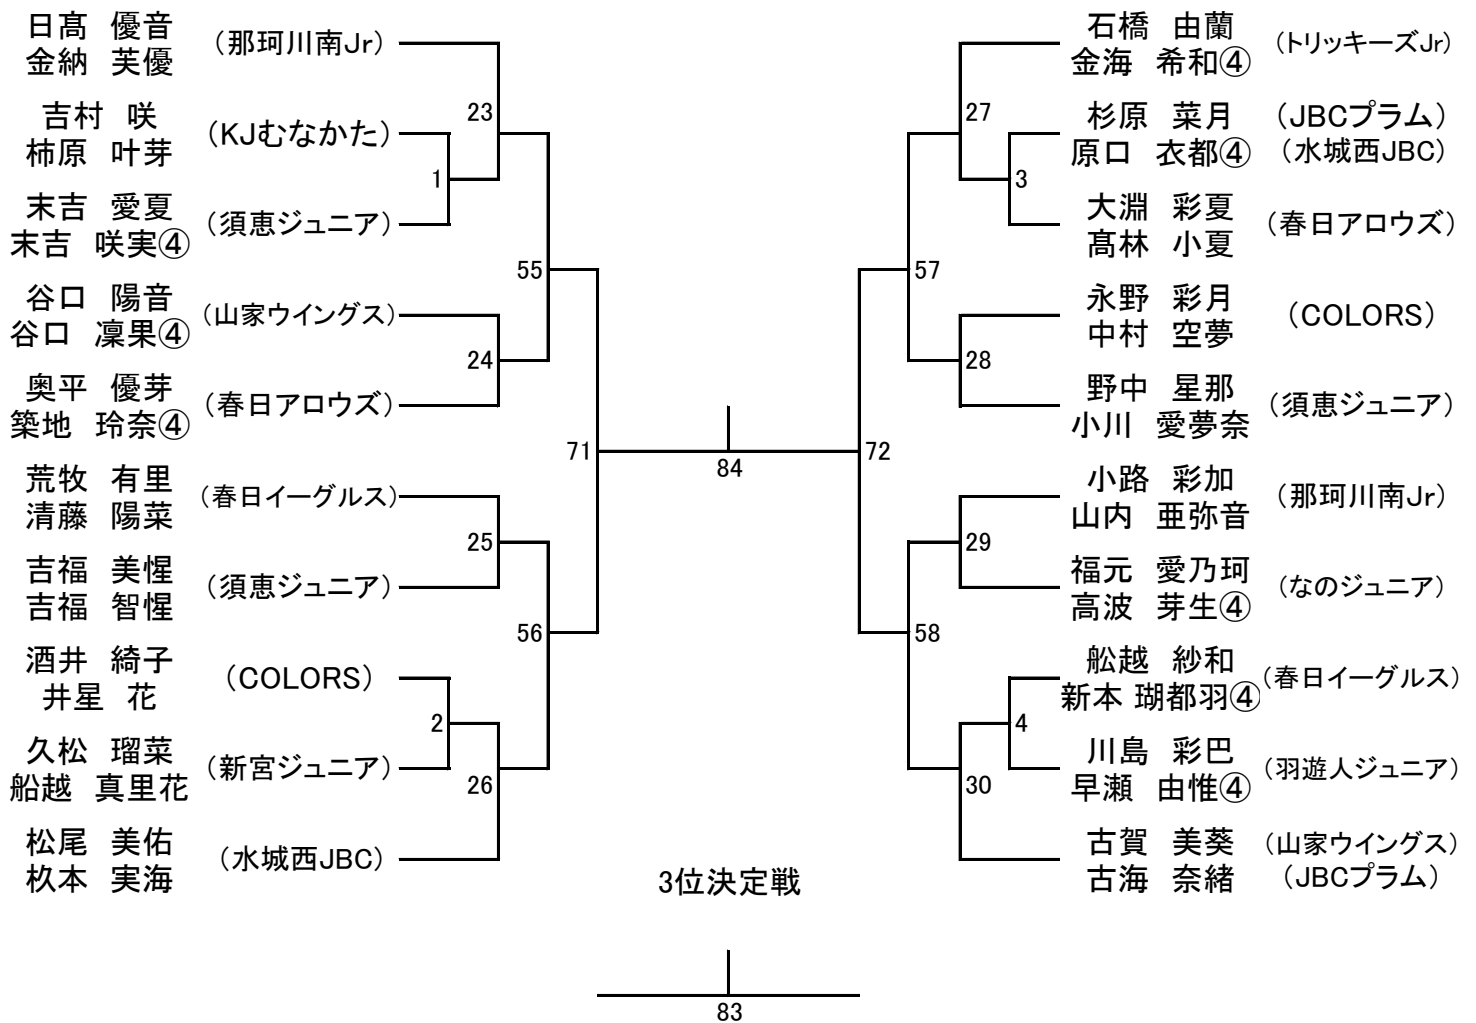 日髙 優音
金納 芙優
（那珂川南Jr）
吉村 咲
柿原 叶芽
（KJむなかた）
末吉 愛夏
末吉 咲実④
（須恵ジュニア）
谷口 陽音
谷口 凜果④
（山家ウイングス）
奥平 優芽
築地 玲奈④
（春日アロウズ）
荒牧 有里
清藤 陽菜
（春日イーグルス）
吉福 美惺
吉福 智惺
（須恵ジュニア）
酒井 綺子
井星 花
（COLORS）
久松 瑠菜
船越 真里花
（新宮ジュニア）
松尾 美佑
杦本 実海
（水城西JBC）
23
1
55
24
71
25
56
2
26
84
3位決定戦
83
27
3
57
28
72
29
58
4
30
石橋 由蘭
金海 希和④
（トリッキーズJr）
杉原 菜月
原口 衣都④
（JBCプラム）
（水城西JBC）
大淵 彩夏
髙林 小夏
（春日アロウズ）
永野 彩月
中村 空夢
（COLORS）
野中 星那
小川 愛夢奈
（須恵ジュニア）
小路 彩加
山内 亜弥音
（那珂川南Jr）
福元 愛乃珂
高波 芽生④
（なのジュニア）
舩越 紗和
新本 瑚都羽④
（春日イーグルス）
川島 彩巴
早瀬 由惟④
（羽遊人ジュニア）
古賀 美葵
古海 奈緒
（山家ウイングス）
（JBCプラム）